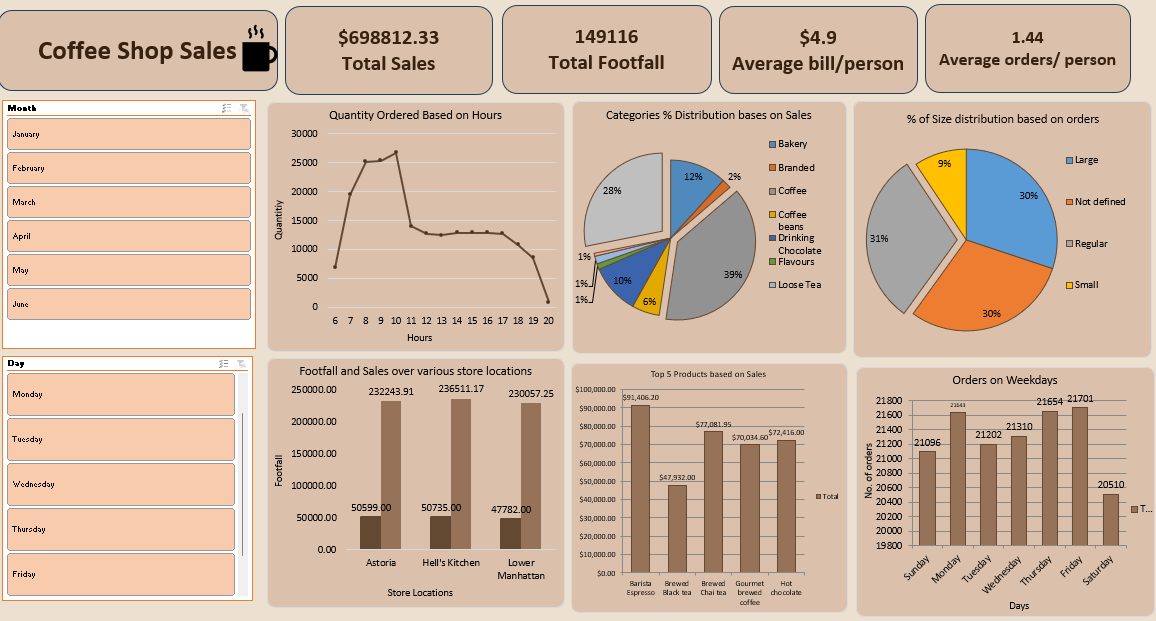 Coffee Shop Sales
$698812.33
Total Sales
149116
Total Footfall
$4.9
Average bill/person
1.44
Average orders/ person
Month
January
February
March
April
May
June
Day
Monday
Tuesday
Wednesday
Thursday
Friday
Quantity Ordered Based on Hours
Quantitiy
30000
25000
20000
15000
10000
5000
0
6 7 8 9 10 11 12 13 14 15 16 17 18 19 20
Hours
Categories % Distribution bases on Sales
12%
2%
39%
6%
10%
1%
1%
1%
28%
Bakery
Branded
Coffee
Coffee
beans
Drinking
Chocolate
Flavours
Loose Tea
% of Size distribution based on orders
30%
30%
31%
9%
Large
Not defined
Regular
Small
Footfall and Sales over various store locations
Footfall
250000.00
200000.00
150000.00
100000.00
50000.00
0.00
232243.91
236511.17
230057.25
50599.00
50735.00
47782.00
Astoria
Hell's Kitchen
Lower
Manhattan
Store Locations
Top 5 Products based on Sales
$100,000.00
$90,000.00
$80,000.00
$70,000.00
$60,000.00
$50,000.00
$40,000.00
$30,000.00
$20,000.00
$10,000.00
$0.00
$91,406.20
$47,932.00
$77,081.95
$70,034.60
$72,416.00
Barista
Espresso
Brewed
Black tea
Brewed
Chai tea
Gourmet
brewed
coffee
Hot
chocolate
Total
Orders on Weekdays
No. of orders
21800
21600
21400
21200
21000
20800
20600
20400
20200
20000
19800
21096
21643
21202
21310
21654
21701
20510
Sunday
Monday
Tuesday
Wednesday
Thursday
Friday
Saturday
Days
T...